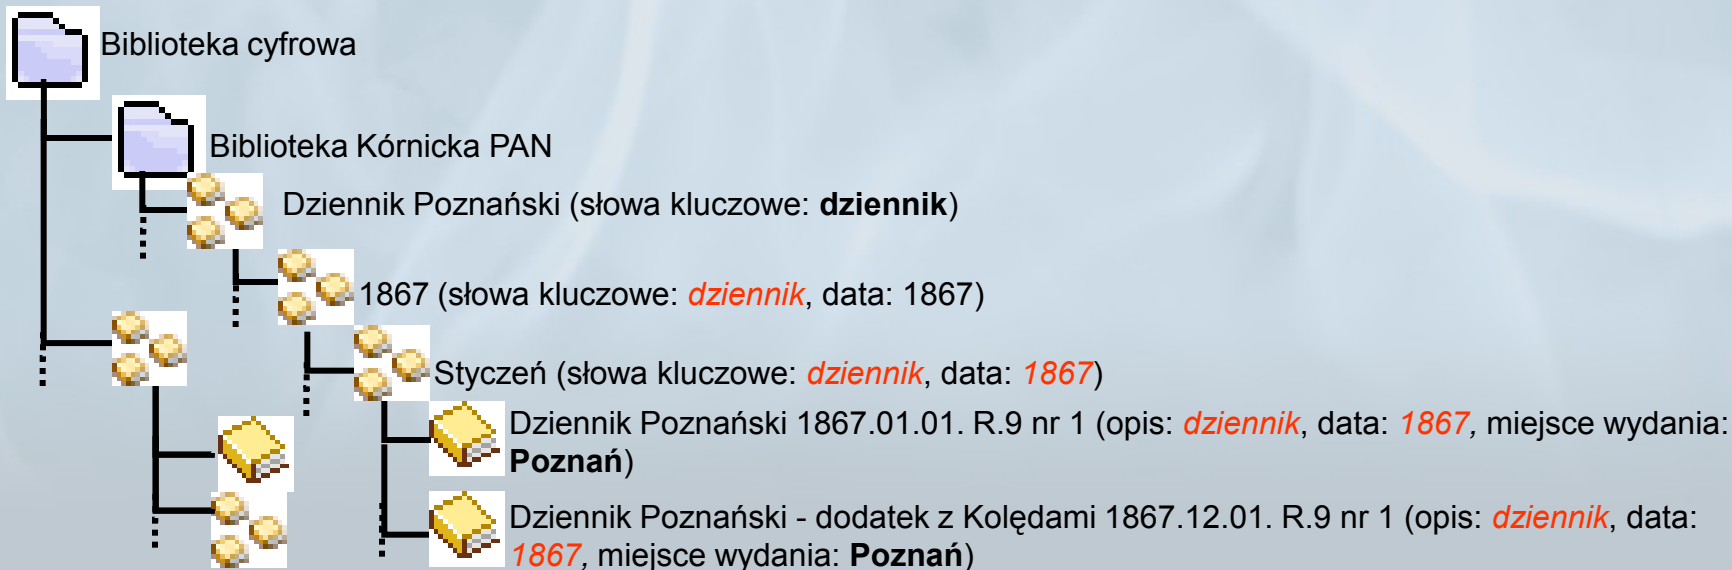 Biblioteka cyfrowa
Biblioteka Kórnicka PAN
Dziennik Poznański (słowa kluczowe: dziennik)
1867 (słowa kluczowe: dziennik, data: 1867)
Styczeń (słowa kluczowe: dziennik, data: 1867)
Dziennik Poznański 1867.01.01. R.9 nr 1 (opis: dziennik, data: 1867, miejsce wydania:
Poznań)
Dziennik Poznański - dodatek z Kolędami 1867.12.01. R.9 nr 1 (opis: dziennik, data:
1867, miejsce wydania: Poznań)